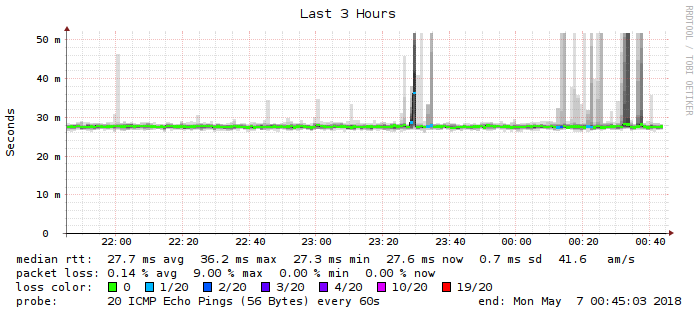 Last 3 Hours
RRDTOOL / TOBI OETIKER
Seconds
50 m
40 m
30 m
20 m
10 m
0
22:00 22:20 22:40 23:00 23:20 23:40 00:00 00:20 00:40
median rtt: 27.7 ms avg 36.2 ms max 27.3 ms min 27.6 ms now 0.7 ms sd 41.6 am/s
packet loss: 0.14 % avg 9.00 % max 0.00 % min 0.00 % now
loss color: 0 1/20 2/20 3/20 4/20 10/20 19/20
probe: 20 ICMP Echo Pings (56 Bytes) every 60s end: Mon May 7 00:45:03 2018